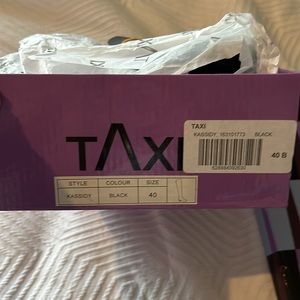 TAXI
TAXI
KASSIDY 163101773 BLACK
40 B
STYLE COLOUR SIZE
KASSIDY BLACK 40